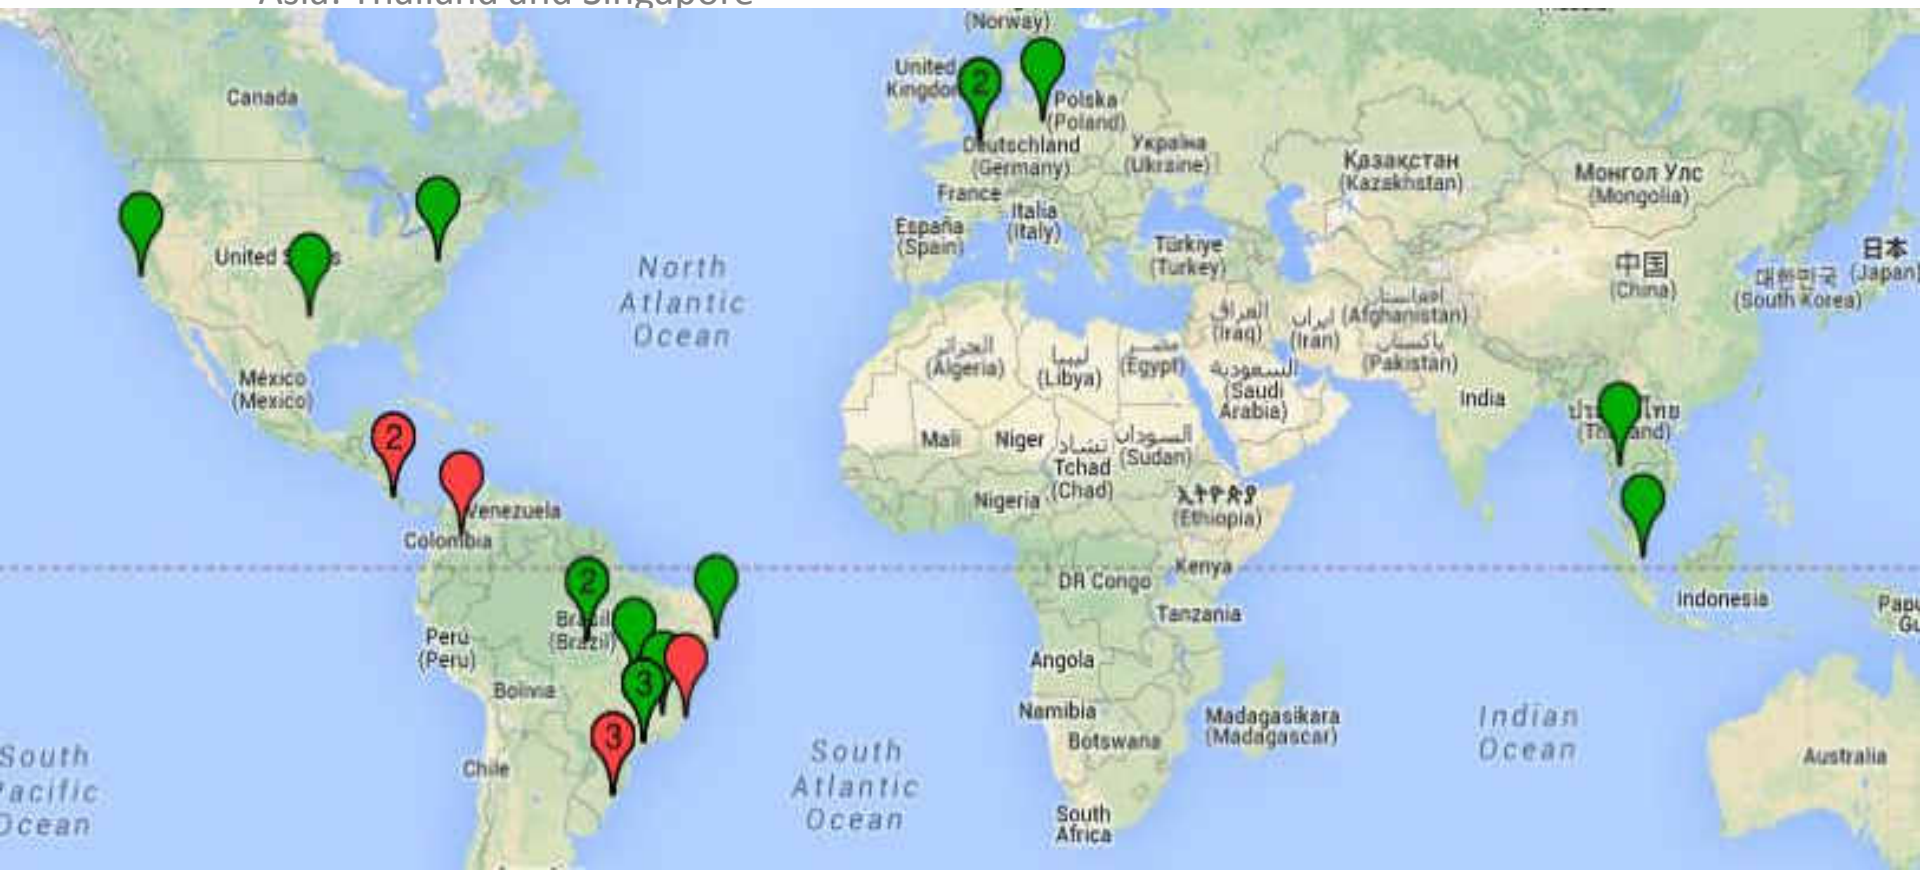 Asia: Thailand and Singapore
(Norway)
United
Kingdom
2
Polska
(Poland)
Canada
Deutschland
(Germany)
Україна
(Ukraine)
Қазақстан
(Kazakhstan)
Монгол Улс
(Mongolia)
France
Italia
(Italy)
España
(Spain)
Türkiye
(Turkey)
United States
North
Atlantic
Ocean
中国
(China)
日本
(Japan)
대한민국
(South Korea)
العراق
(Iraq)
ایران
(Iran)
افغانستان
(Afghanistan)
پاکستان
(Pakistan)
الجزائر
(Algeria)
ليبيا
(Libya)
مصر
(Egypt)
السعودية
(Saudi
Arabia)
México
(Mexico)
India
(Thailand)
2
Mali
Niger
تشاد
Tchad
(Chad)
السودان
(Sudan)
Nigeria
ኢትዮጵያ
(Ethiopia)
Venezuela
Colombia
DR Congo
Kenya
2
Brasil
(Brazil)
Perú
(Peru)
Tanzania
Indonesia
Angola
Bolivia
3
Namibia
Botswana
Madagasikara
(Madagascar)
Indian
Ocean
3
South
Pacific
Ocean
Chile
South
Atlantic
Ocean
Australia
South
Africa